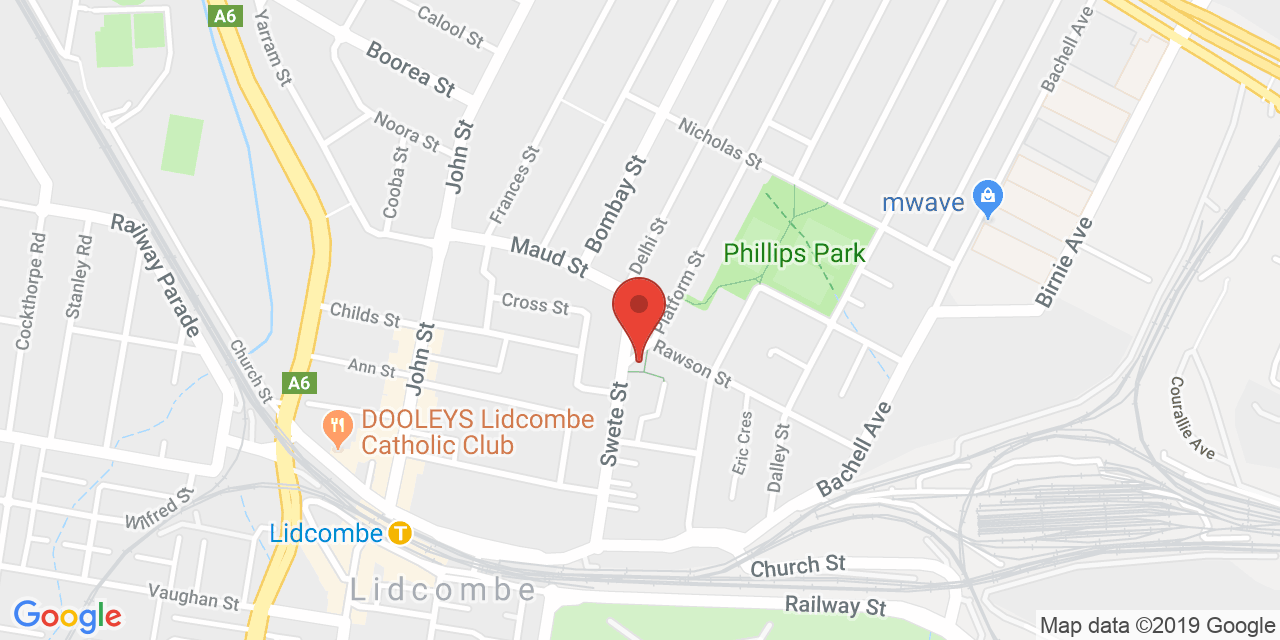 A6
Yarram St
Calool St
Boorea St
Noora St
Cooba St
John St
Frances St
Bombay St
Nicholas St
Bachell Ave
mwave
Birnie Ave
Phillips Park
Maud St
Delhi St
Platform St
Railway Parade
Cockthorpe Rd
Stanley Rd
Church St
Childs St
Cross St
John St
Ann St
A6
Rawson St
Swete St
DOOLEYS Lidcombe
Catholic Club
Eric Cres
Dalley St
Bachell Ave
Courallie Ave
Wilfred St
Lidcombe
T
Church St
Vaughan St
Lidcombe
Railway St
Google
Map data ©2019 Google